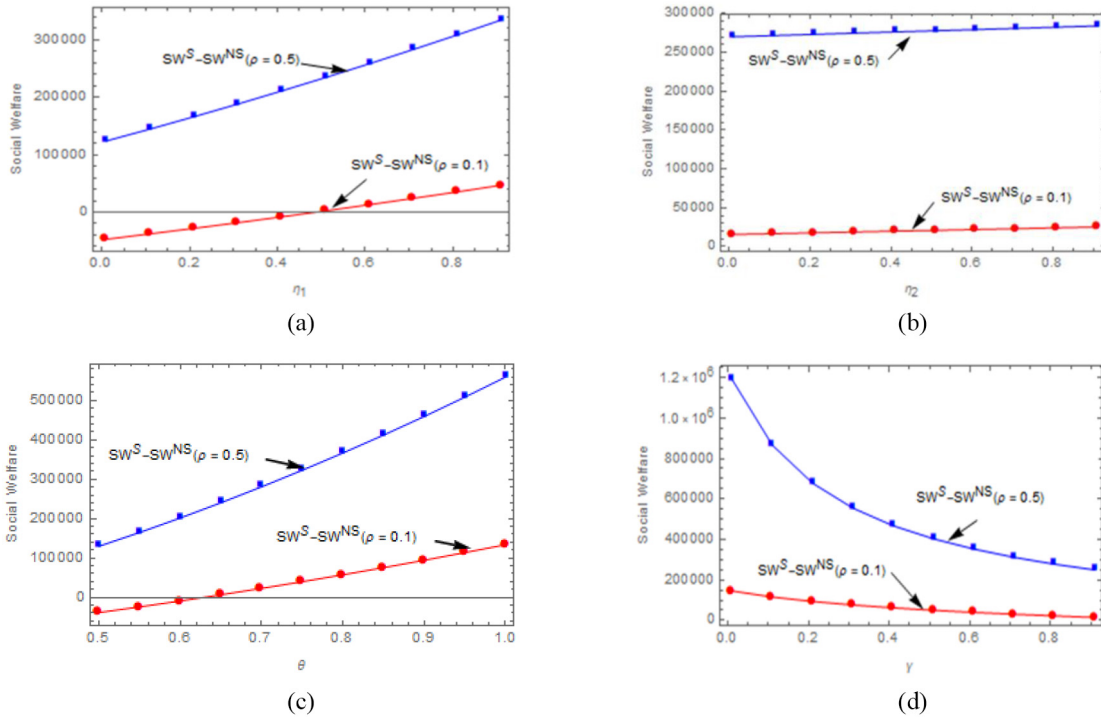 300000
200000
100000
0
Social Welfare
SW^S-SW^NS(ρ = 0.5)
SW^S-SW^NS(ρ = 0.1)
0.0 0.2 0.4 0.6 0.8
η1
(a)
300000
250000
200000
150000
100000
50000
0
Social Welfare
SW^S-SW^NS(ρ = 0.5)
SW^S-SW^NS(ρ = 0.1)
0.0 0.2 0.4 0.6 0.8
η2
(b)
500000
400000
300000
200000
100000
0
Social Welfare
SW^S-SW^NS(ρ = 0.5)
SW^S-SW^NS(ρ = 0.1)
0.5 0.6 0.7 0.8 0.9 1.0
θ
(c)
1.2 × 10^6
1.0 × 10^6
800000
600000
400000
200000
0
Social Welfare
SW^S-SW^NS(ρ = 0.5)
SW^S-SW^NS(ρ = 0.1)
0.0 0.2 0.4 0.6 0.8
γ
(d)